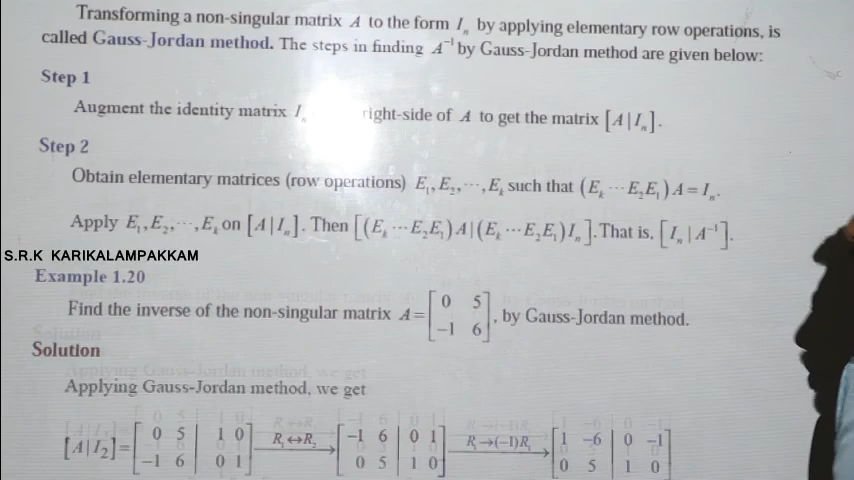 Transforming a non-singular matrix A to the form Iₙ by applying elementary row operations, is
called Gauss-Jordan method. The steps in finding A⁻¹ by Gauss-Jordan method are given below:
Step 1
Augment the identity matrix Iₙ right-side of A to get the matrix [A | Iₙ].
Step 2
Obtain elementary matrices (row operations) E₁, E₂, ⋯, Eₖ such that (Eₖ ⋯ E₂E₁) A = Iₙ.
Apply E₁, E₂, ⋯, Eₖ on [A | Iₙ]. Then [(Eₖ ⋯ E₂E₁) A | (Eₖ ⋯ E₂E₁) Iₙ]. That is, [Iₙ | A⁻¹].
S.R.K KARIKALAMPAKKAM
Example 1.20
Find the inverse of the non-singular matrix A = [0 5; −1 6], by Gauss-Jordan method.
Solution
Applying Gauss-Jordan method, we get
[A | I₂] = [0 5 | 1 0; −1 6 | 0 1] R₁↔R₂ → [−1 6 | 0 1; 0 5 | 1 0] R₁→(−1)R₁ → [1 −6 | 0 −1; 0 5 | 1 0]